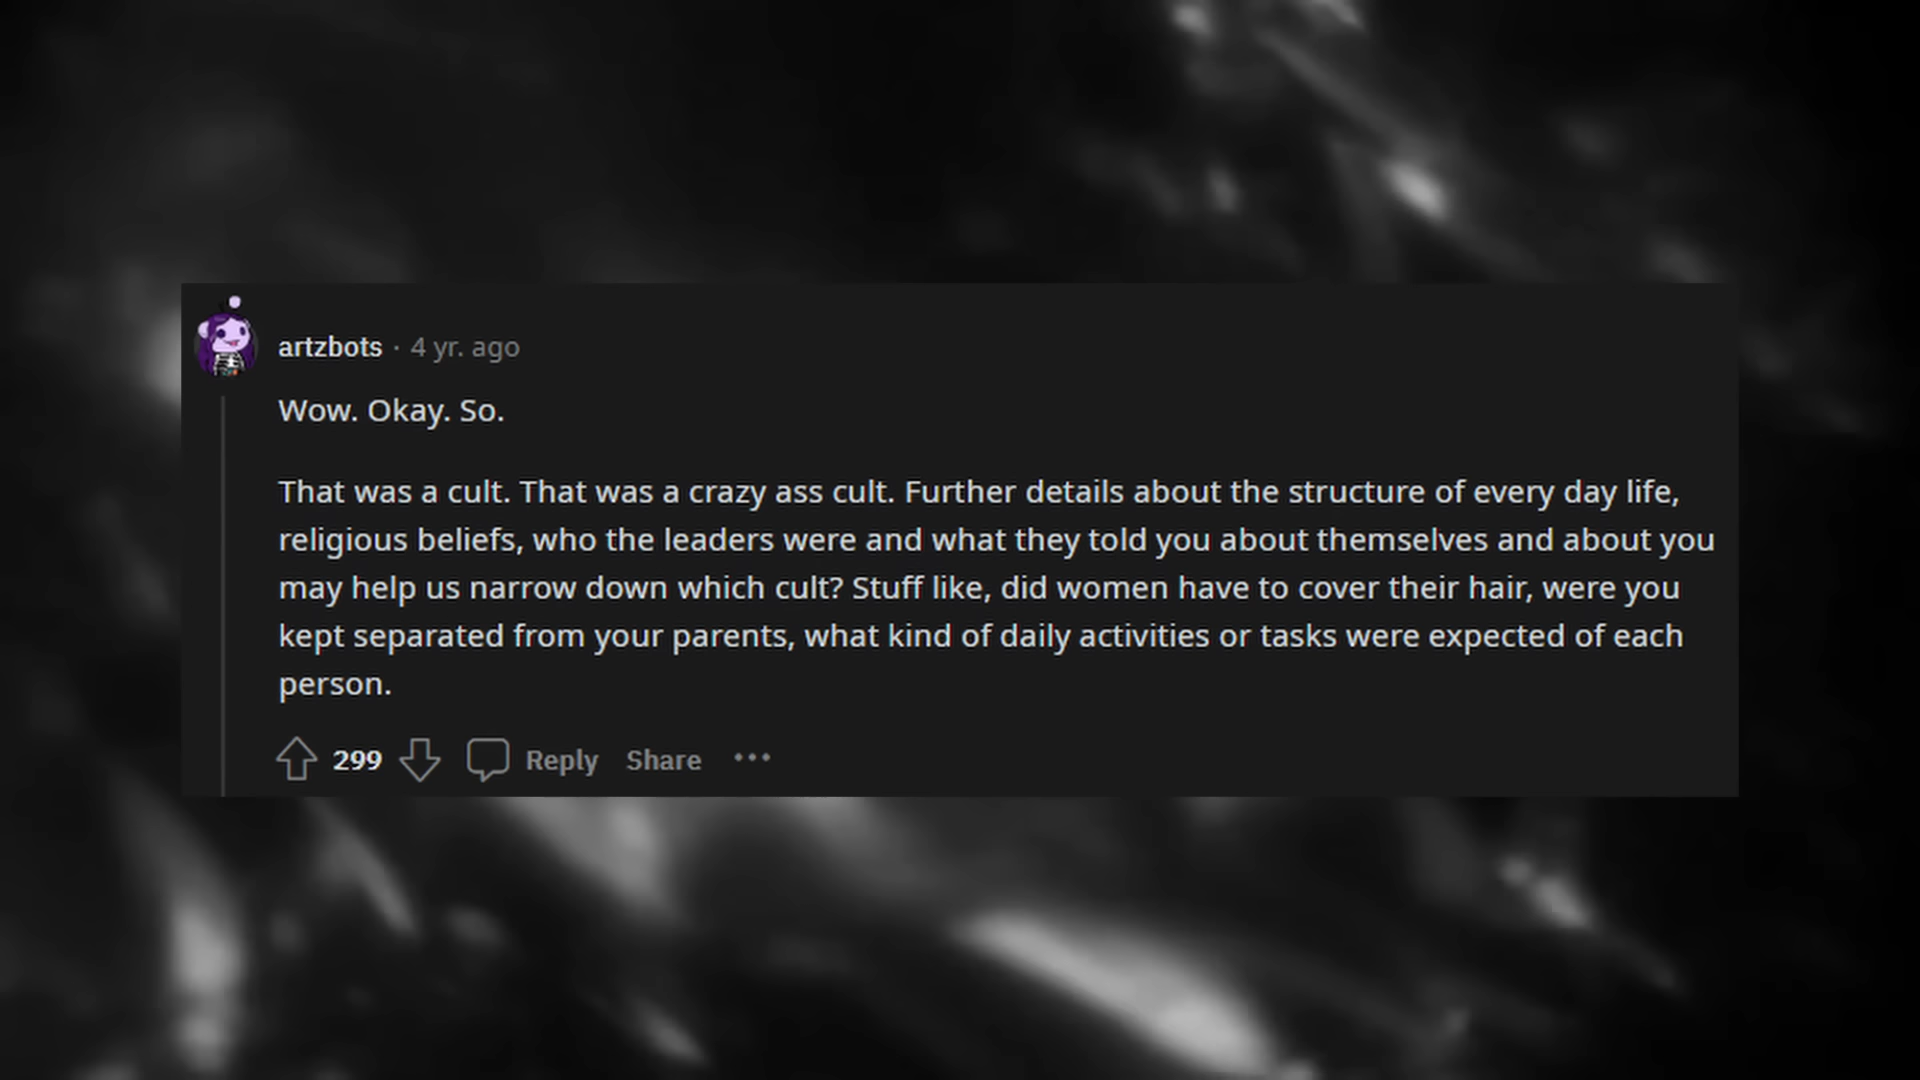 artzbots · 4 yr. ago
Wow. Okay. So.
That was a cult. That was a crazy ass cult. Further details about the structure of every day life,
religious beliefs, who the leaders were and what they told you about themselves and about you
may help us narrow down which cult? Stuff like, did women have to cover their hair, were you
kept separated from your parents, what kind of daily activities or tasks were expected of each
person.
299 Reply Share ···